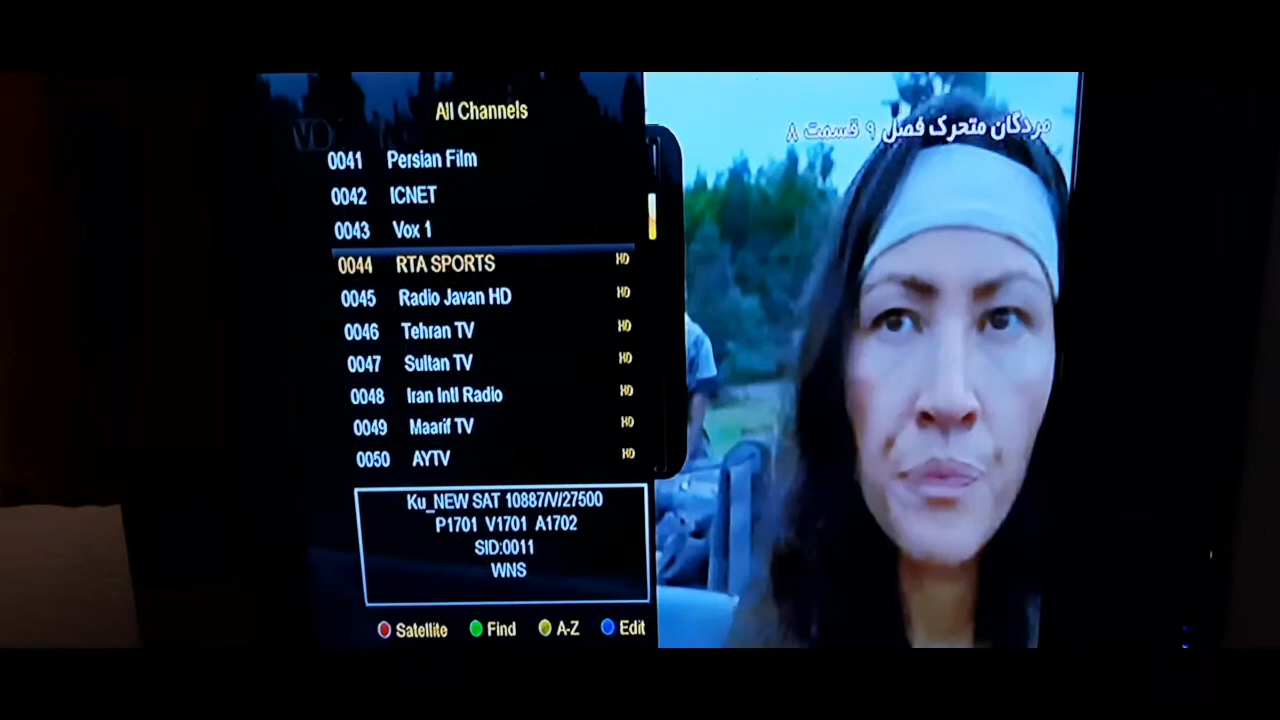 All Channels
0041 Persian Film
0042 ICNET
0043 Vox 1
0044 RTA SPORTS HD
0045 Radio Javan HD HD
0046 Tehran TV HD
0047 Sultan TV HD
0048 Iran Intl Radio HD
0049 Maarif TV HD
0050 AYTV HD
Ku_NEW SAT 10887/V/27500
P1701 V1701 A1702
SID:0011
WNS
Satellite Find A-Z Edit
مردگان متحرک فصل ۹ قسمت ۸